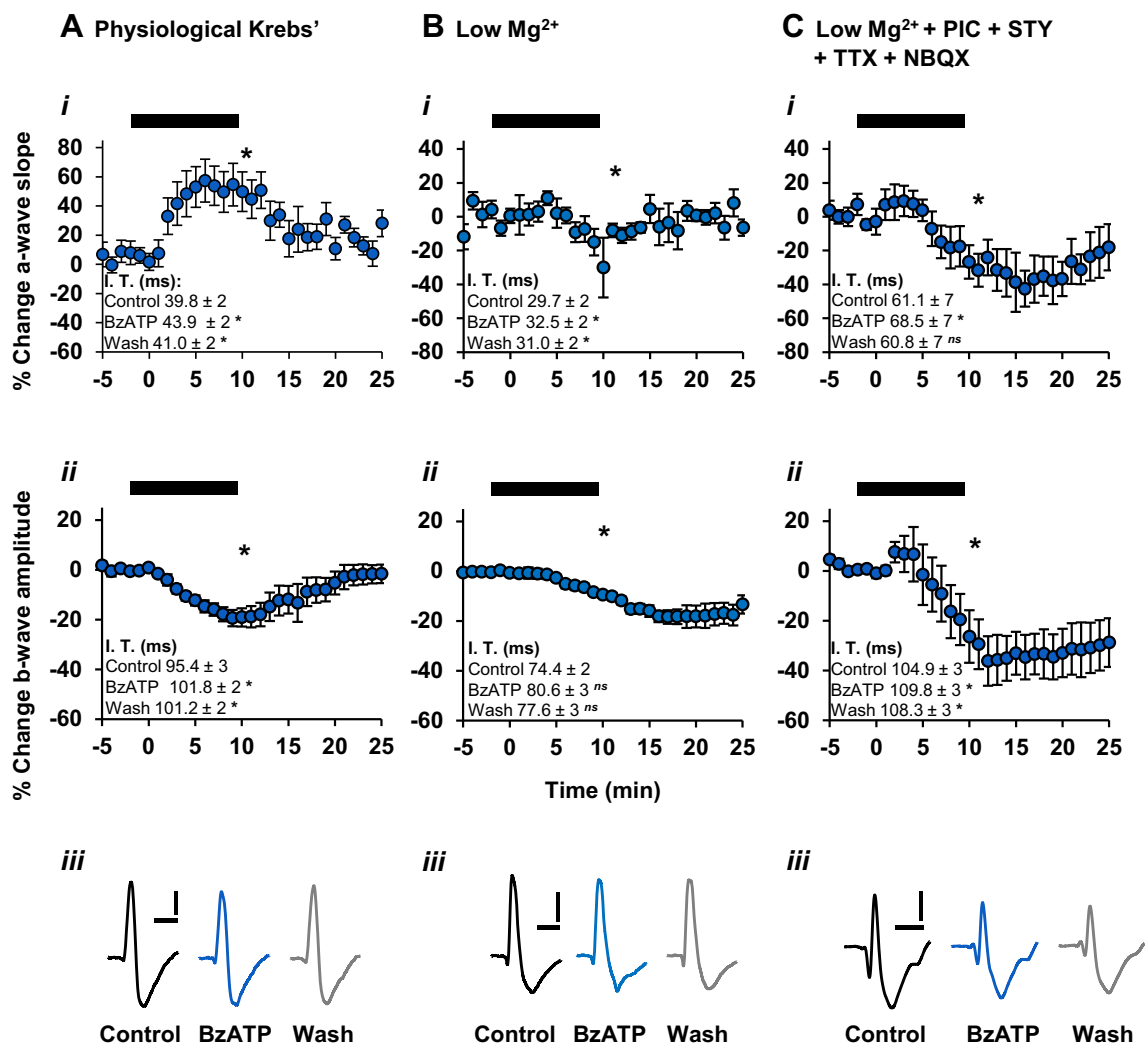 A Physiological Krebs’
B Low Mg²⁺
C Low Mg²⁺ + PIC + STY
+ TTX + NBQX
% Change a-wave slope
i
80
60
40
20
0
-20
-40
-60
*
I. T. (ms):
Control 39.8 ± 2
BzATP 43.9 ± 2 *
Wash 41.0 ± 2 *
-5 0 5 10 15 20 25
i
60
40
20
0
-20
-40
-60
-80
*
I. T. (ms)
Control 29.7 ± 2
BzATP 32.5 ± 2 *
Wash 31.0 ± 2 *
-5 0 5 10 15 20 25
i
60
40
20
0
-20
-40
-60
-80
*
I. T. (ms)
Control 61.1 ± 7
BzATP 68.5 ± 7 *
Wash 60.8 ± 7 ns
-5 0 5 10 15 20 25
% Change b-wave amplitude
ii
20
0
-20
-40
-60
*
I. T. (ms)
Control 95.4 ± 3
BzATP 101.8 ± 2 *
Wash 101.2 ± 2 *
-5 0 5 10 15 20 25
ii
20
0
-20
-40
-60
*
I. T. (ms)
Control 74.4 ± 2
BzATP 80.6 ± 3 ns
Wash 77.6 ± 3 ns
-5 0 5 10 15 20 25
ii
20
0
-20
-40
-60
*
I. T. (ms)
Control 104.9 ± 3
BzATP 109.8 ± 3 *
Wash 108.3 ± 3 *
-5 0 5 10 15 20 25
Time (min)
iii
Control BzATP Wash
iii
Control BzATP Wash
iii
Control BzATP Wash